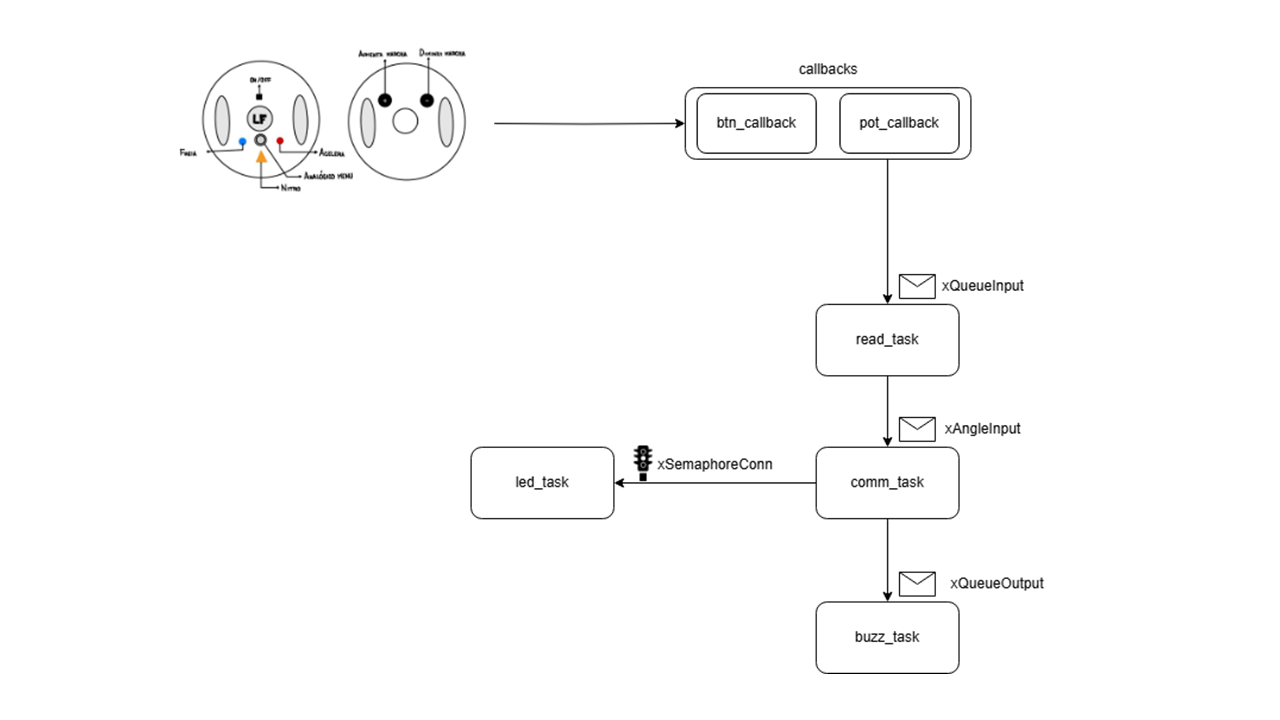 Aumenta marcha
Diminui marcha
On/Off
LF
Freia
Acelera
Analógico menu
Nitro
callbacks
btn_callback
pot_callback
xQueueInput
read_task
xAngleInput
xSemaphoreConn
led_task
comm_task
xQueueOutput
buzz_task